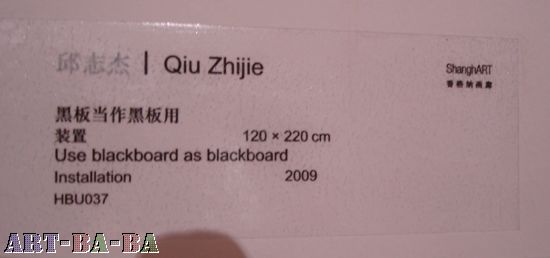 邱志杰 | Qiu Zhijie
ShanghART
香格纳画廊
黑板当作黑板用
装置 120 × 220 cm
Use blackboard as blackboard
Installation 2009
HBU037
ART-BA-BA